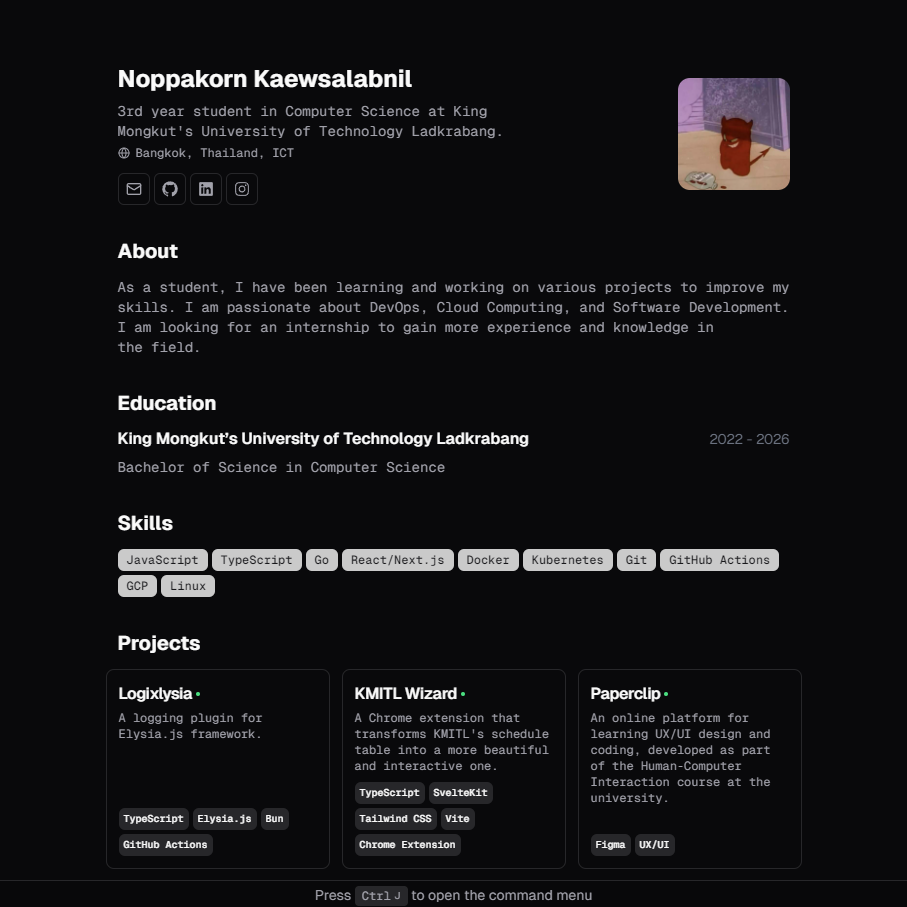 Noppakorn Kaewsalabnil
3rd year student in Computer Science at King
Mongkut's University of Technology Ladkrabang.
Bangkok, Thailand, ICT
About
As a student, I have been learning and working on various projects to improve my
skills. I am passionate about DevOps, Cloud Computing, and Software Development.
I am looking for an internship to gain more experience and knowledge in
the field.
Education
King Mongkut’s University of Technology Ladkrabang
2022 - 2026
Bachelor of Science in Computer Science
Skills
JavaScript TypeScript Go React/Next.js Docker Kubernetes Git GitHub Actions
GCP Linux
Projects
Logixlysia
A logging plugin for
Elysia.js framework.
TypeScript Elysia.js Bun
GitHub Actions
KMITL Wizard
A Chrome extension that
transforms KMITL's schedule
table into a more beautiful
and interactive one.
TypeScript SvelteKit
Tailwind CSS Vite
Chrome Extension
Paperclip
An online platform for
learning UX/UI design and
coding, developed as part
of the Human-Computer
Interaction course at the
university.
Figma UX/UI
Press Ctrl J to open the command menu